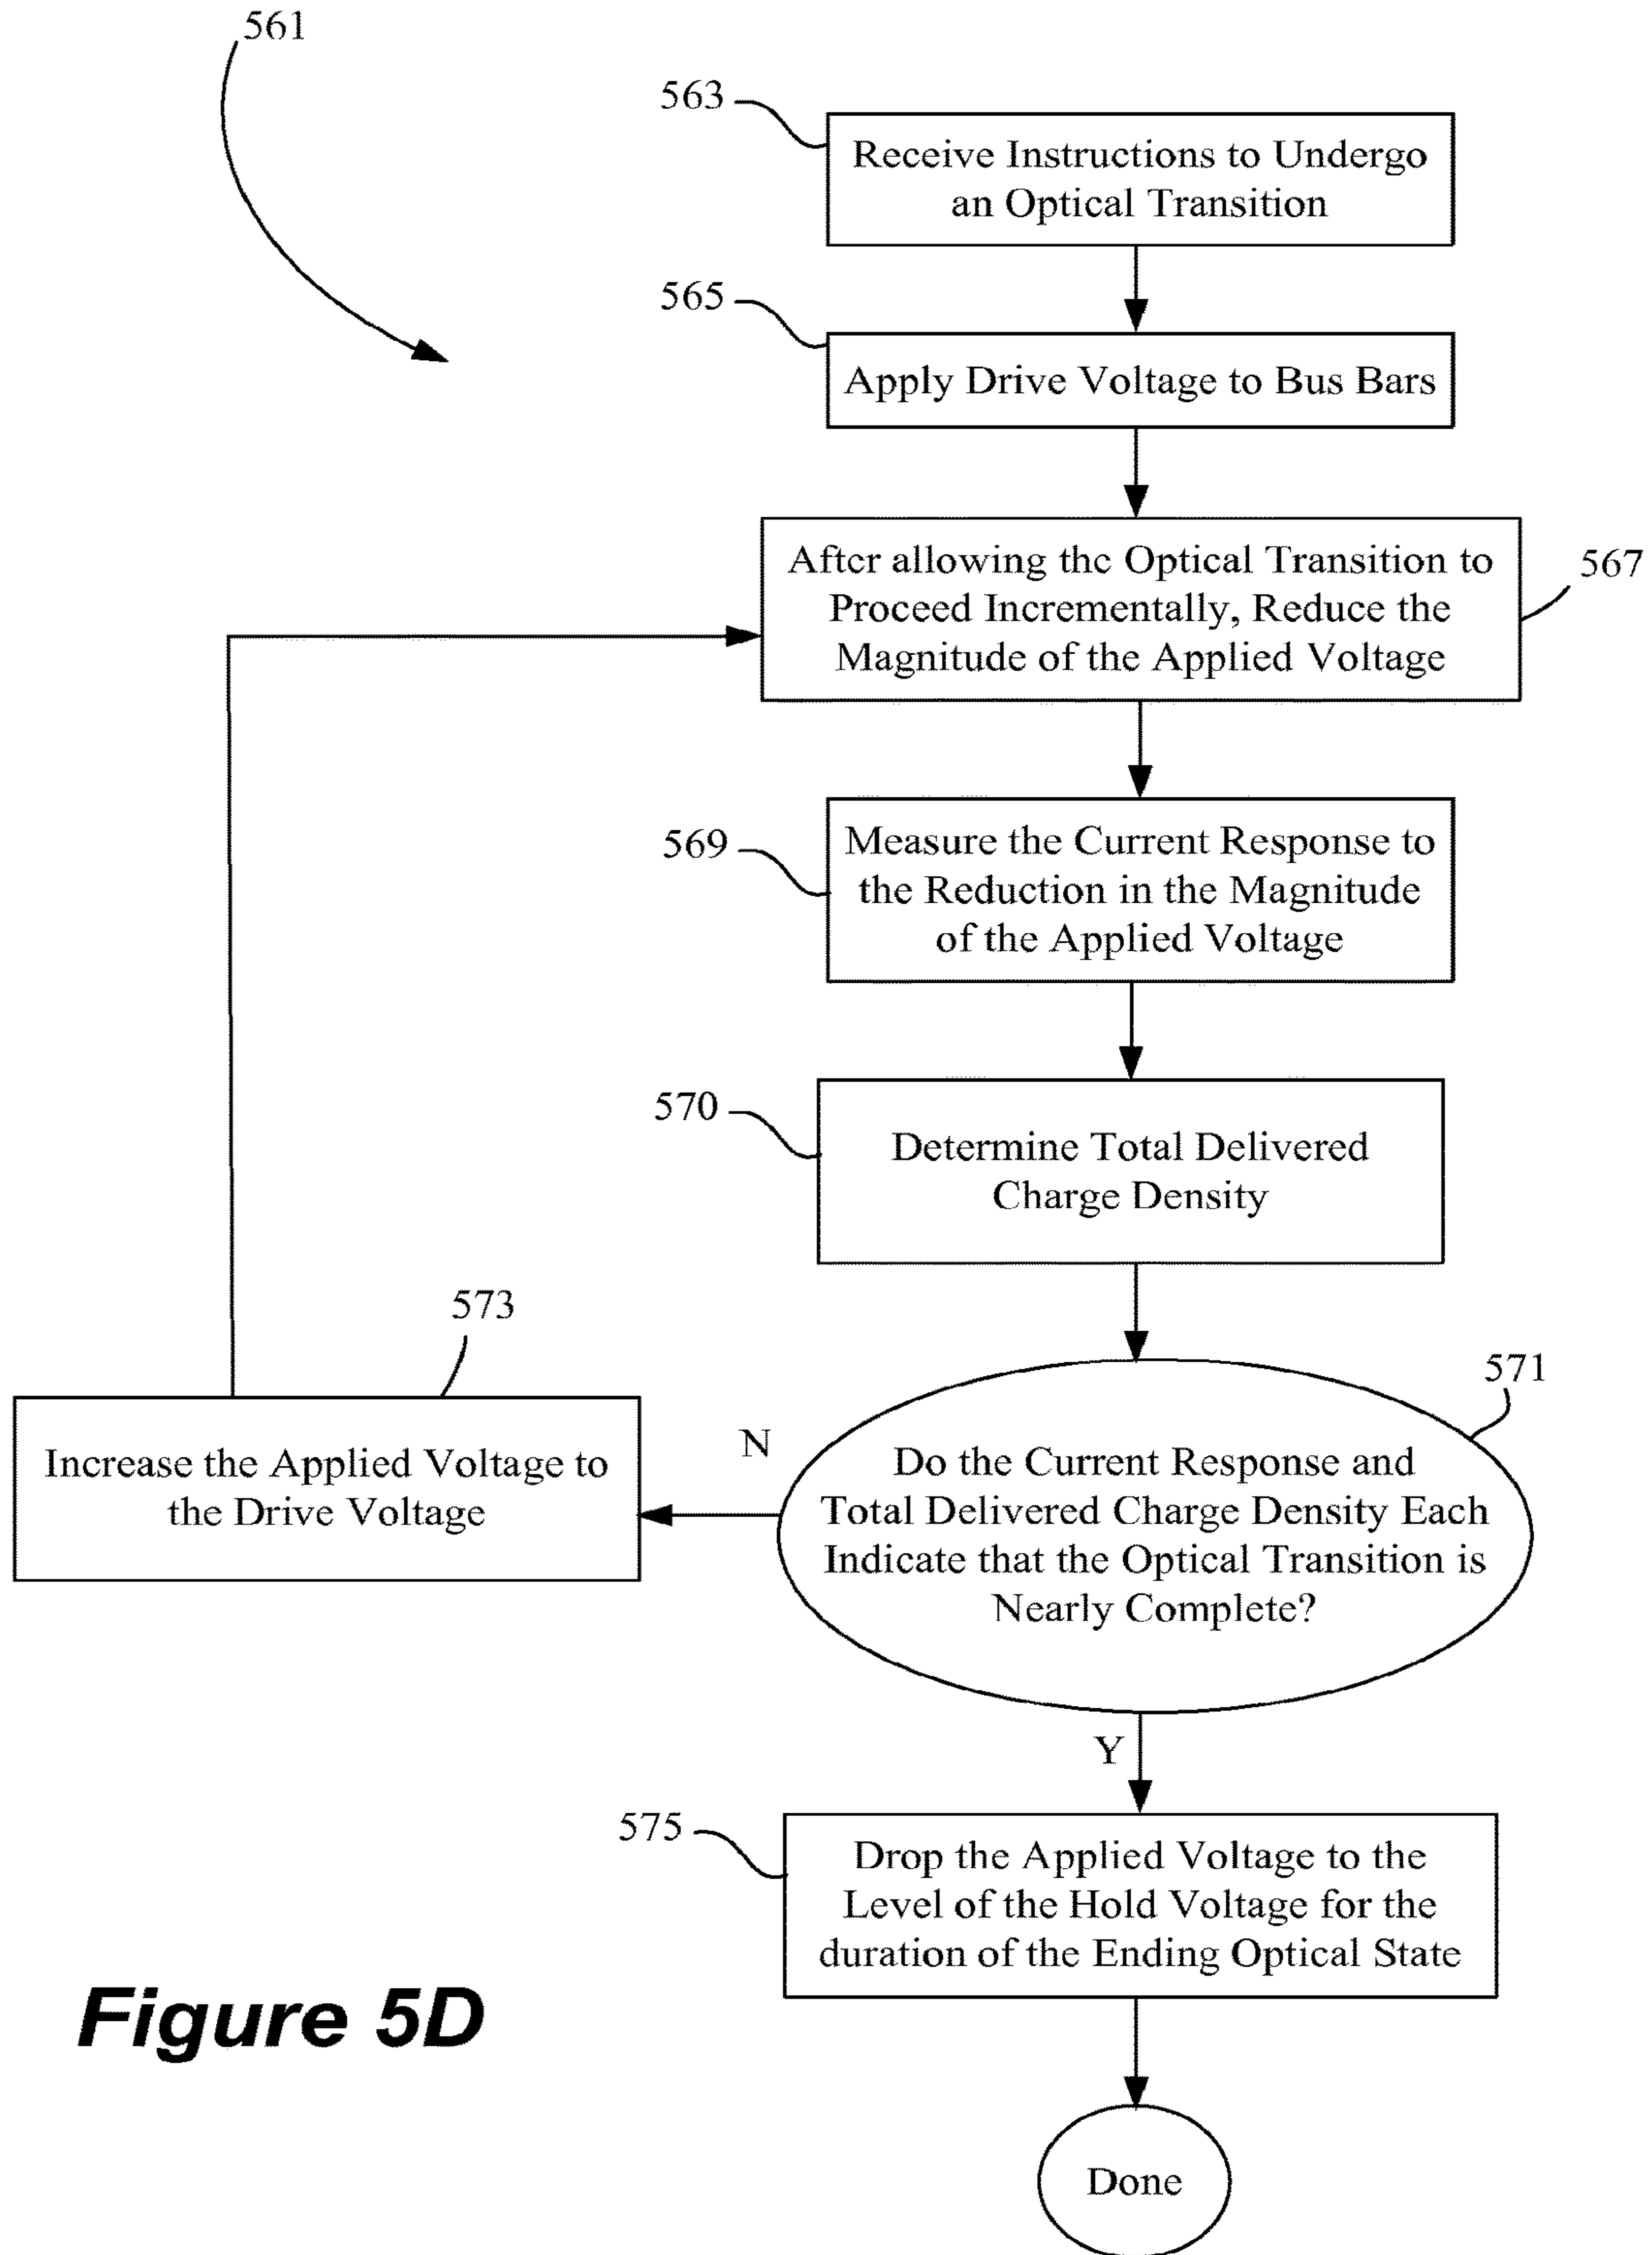 561
563
Receive Instructions to Undergo
an Optical Transition
565
Apply Drive Voltage to Bus Bars
After allowing the Optical Transition to
Proceed Incrementally, Reduce the
Magnitude of the Applied Voltage
567
569
Measure the Current Response to
the Reduction in the Magnitude
of the Applied Voltage
570
Determine Total Delivered
Charge Density
573
Increase the Applied Voltage to
the Drive Voltage
N
571
Do the Current Response and
Total Delivered Charge Density Each
Indicate that the Optical Transition is
Nearly Complete?
Y
575
Drop the Applied Voltage to the
Level of the Hold Voltage for the
duration of the Ending Optical State
Figure 5D
Done